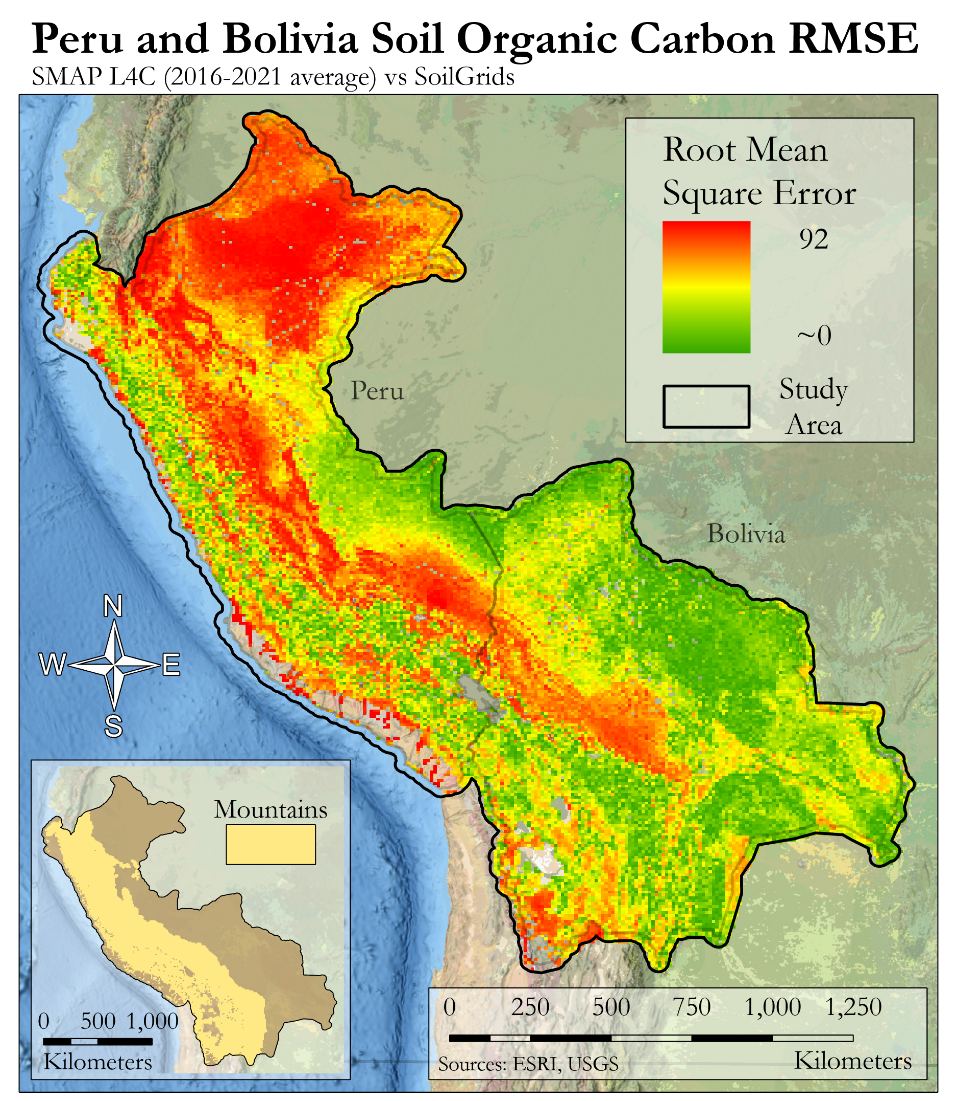 Peru and Bolivia Soil Organic Carbon RMSE
SMAP L4C (2016-2021 average) vs SoilGrids
Root Mean
Square Error
92
~0
Study
Area
Peru
Bolivia
N
W E
S
Mountains
0 500 1,000
Kilometers
0 250 500 750 1,000 1,250
Sources: ESRI, USGS Kilometers